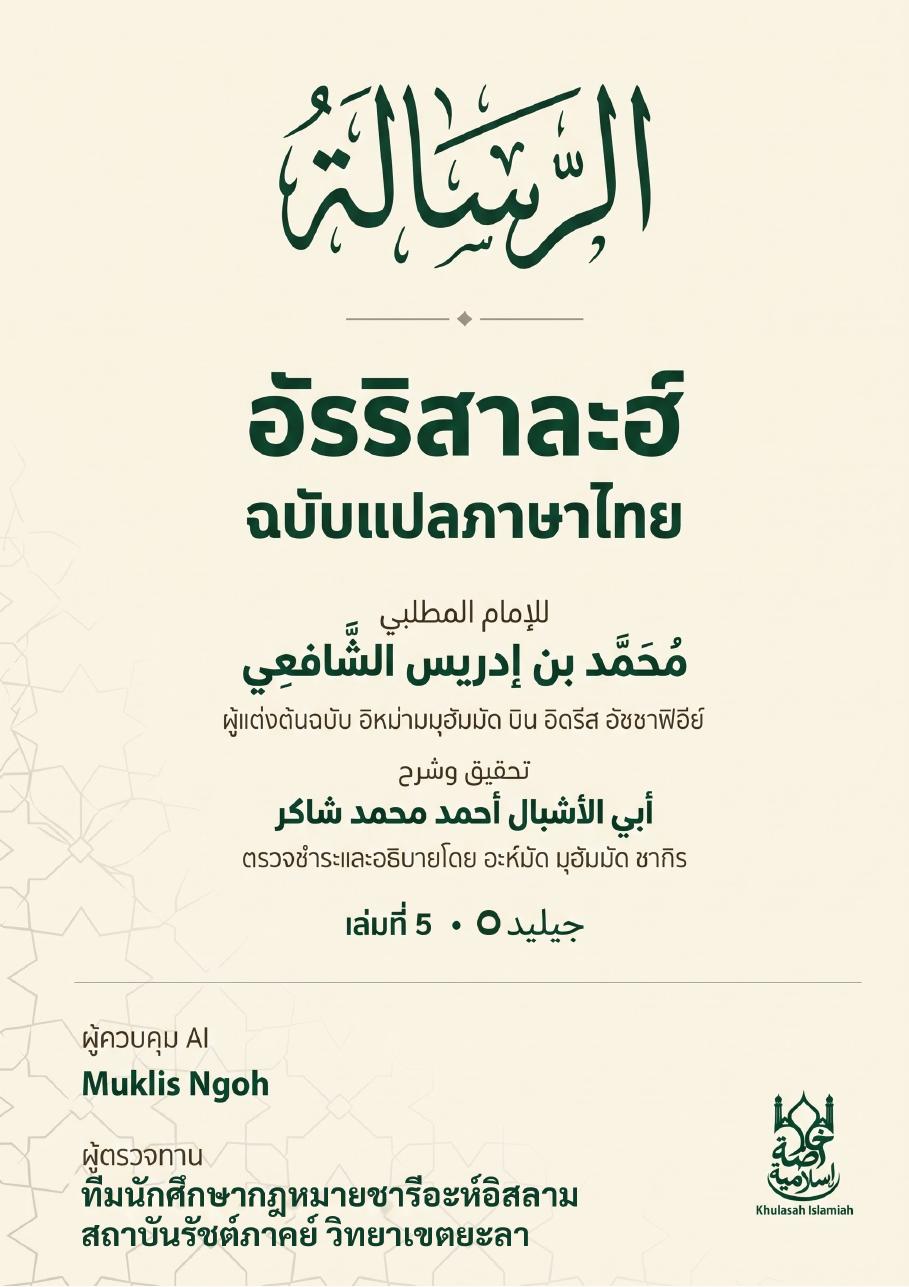 الرِّسَالَةُ
อัรริสาละฮ์
ฉบับแปลภาษาไทย
للإمام المطلبي
مُحَمَّد بن إدريس الشَّافعِي
ผู้แต่งต้นฉบับ อิหม่ามมุฮัมมัด บิน อิดรีส อัชชาฟิอีย์
تحقيق وشرح
أبي الأشبال أحمد محمد شاكر
ตรวจชำระและอธิบายโดย อะห์มัด มุฮัมมัด ชากิร
เล่มที่ 5 • جيليد ٥
ผู้ควบคุม AI
Muklis Ngoh
ผู้ตรวจทาน
ทีมนักศึกษากฎหมายชารีอะห์อิสลาม
สถาบันรัชต์ภาคย์ วิทยาเขตยะลา
خلاصة
إسلامية
Khulasah Islamiah